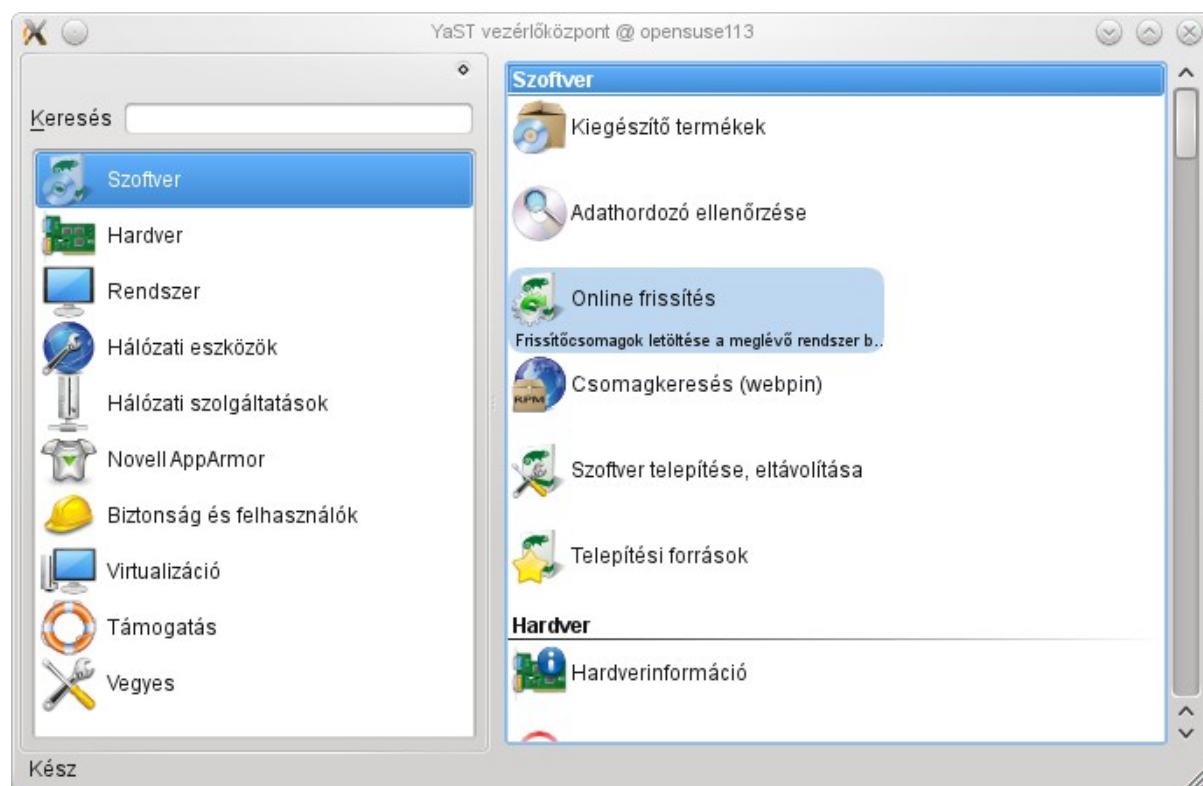 YaST vezérlőközpont @ opensuse113
Keresés
Szoftver
Hardver
Rendszer
Hálózati eszközök
Hálózati szolgáltatások
Novell AppArmor
Biztonság és felhasználók
Virtualizáció
Támogatás
Vegyes
Szoftver
Kiegészítő termékek
Adathordozó ellenőrzése
Online frissítés
Frissítőcsomagok letöltése a meglévő rendszer b..
RPM
Csomagkeresés (webpin)
Szoftver telepítése, eltávolítása
Telepítési források
Hardver
Hardverinformáció
Kész